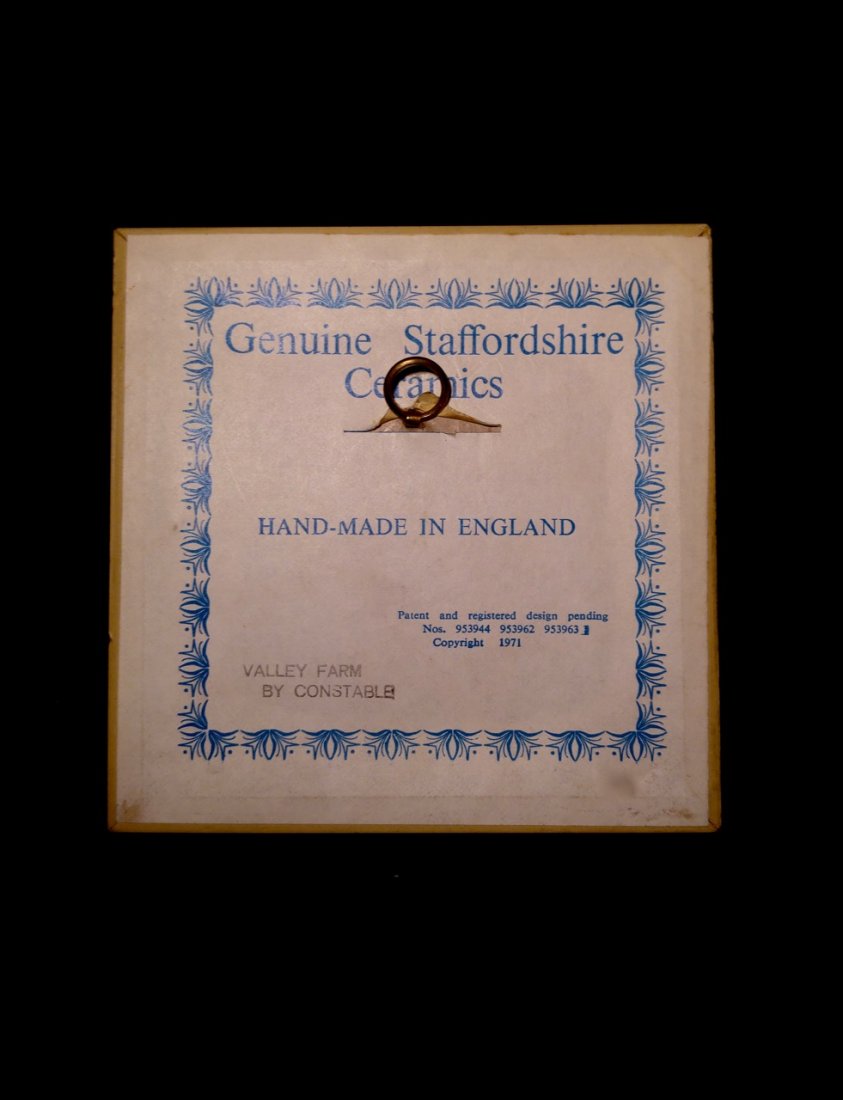 Genuine Staffordshire
Ceramics
HAND-MADE IN ENGLAND
Patent and registered design pending
Nos. 953944 953962 953963
Copyright 1971
VALLEY FARM
BY CONSTABLE